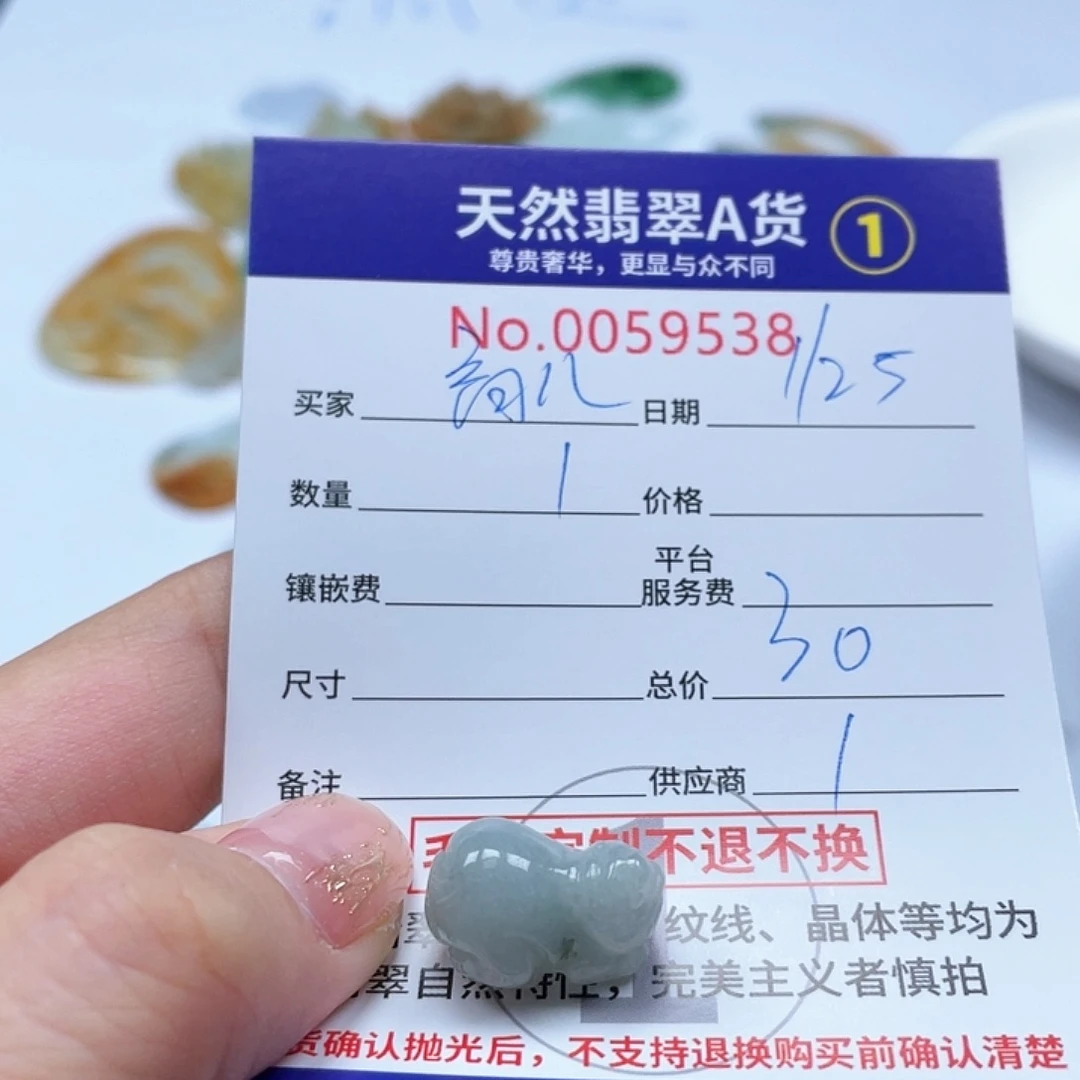 天然翡翠A货 1
尊贵奢华，更显与众不同
No.0059538
买家 日期 1/25
数量 1 价格
镶嵌费 平台服务费
尺寸 总价 30
备注 供应商 1
制不退不换
纹线、晶体等均为
翠自然特性，完美主义者慎拍
货确认抛光后，不支持退换购买前确认清楚